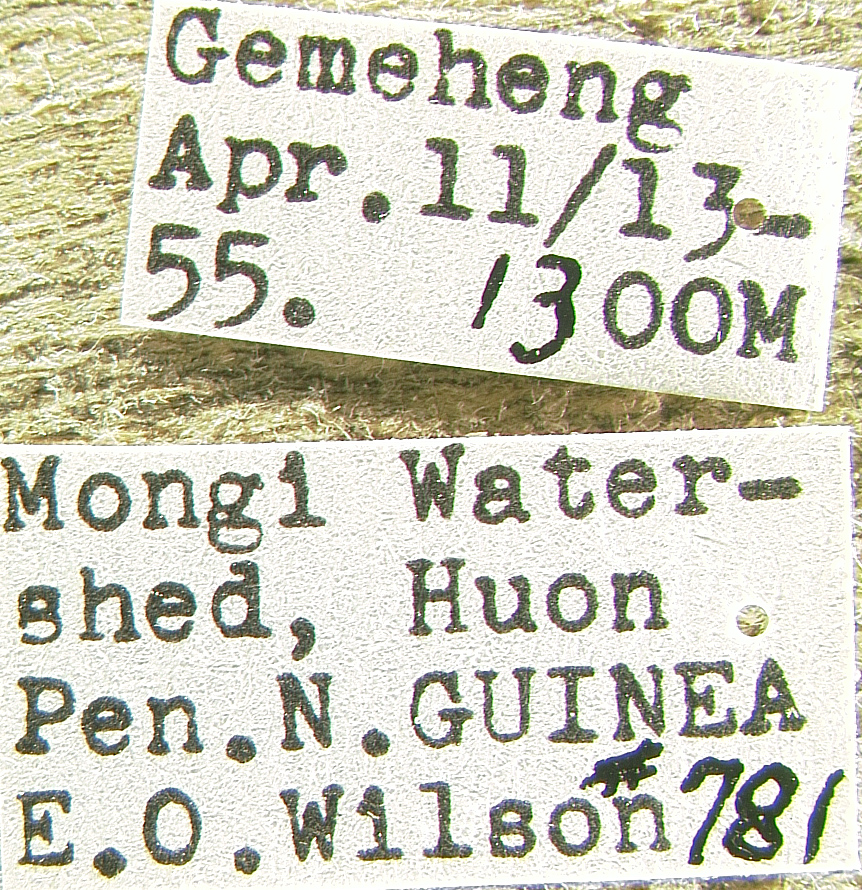 Gemeheng
Apr.11/13-
55. 1300M
Mongi Water-
shed, Huon
Pen.N.GUINEA
E.O.Wilson #781